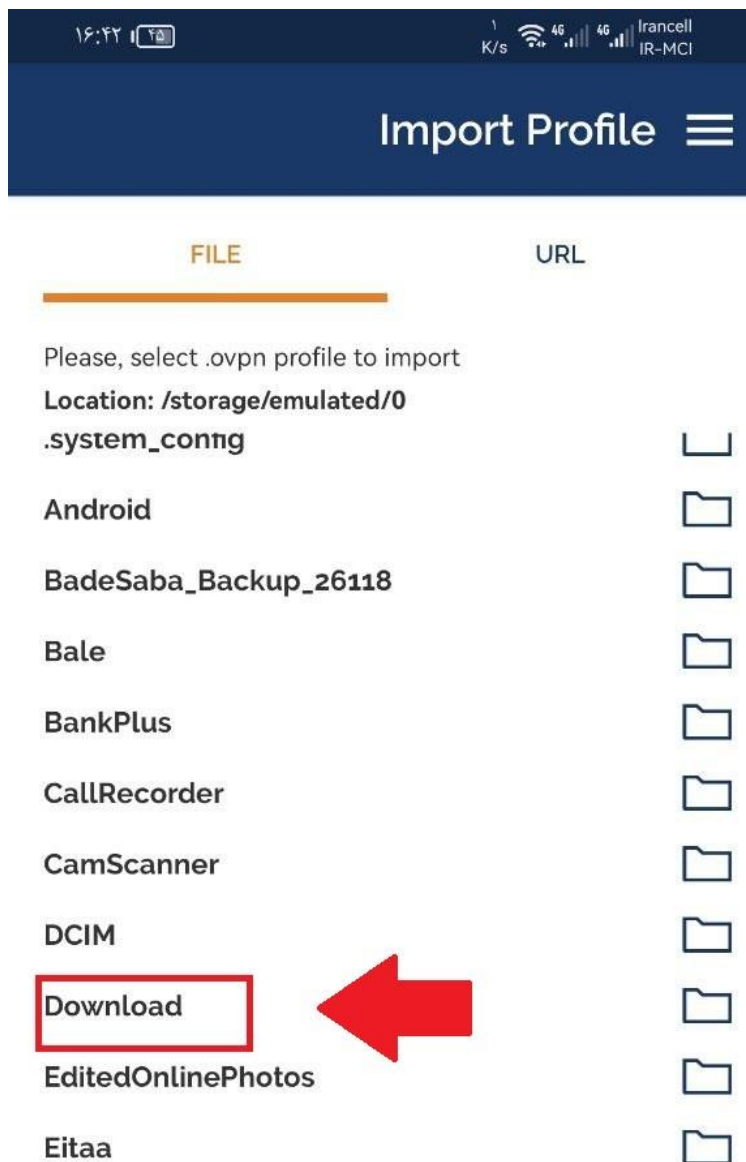 ۱۶:۴۲ ۴۵
۱ K/s 4G 4G Irancell
IR-MCI
Import Profile
FILE URL
Please, select .ovpn profile to import
Location: /storage/emulated/0
.system_config
Android
BadeSaba_Backup_26118
Bale
BankPlus
CallRecorder
CamScanner
DCIM
Download
EditedOnlinePhotos
Eitaa